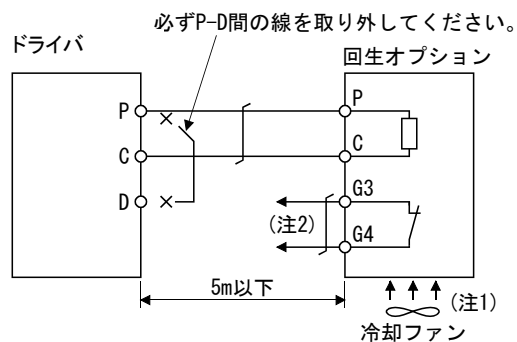 必ずP-D間の線を取り外してください。
ドライバ
回生オプション
P
P
C
C
D
G3
(注2)
G4
5m以下
(注1)
冷却ファン